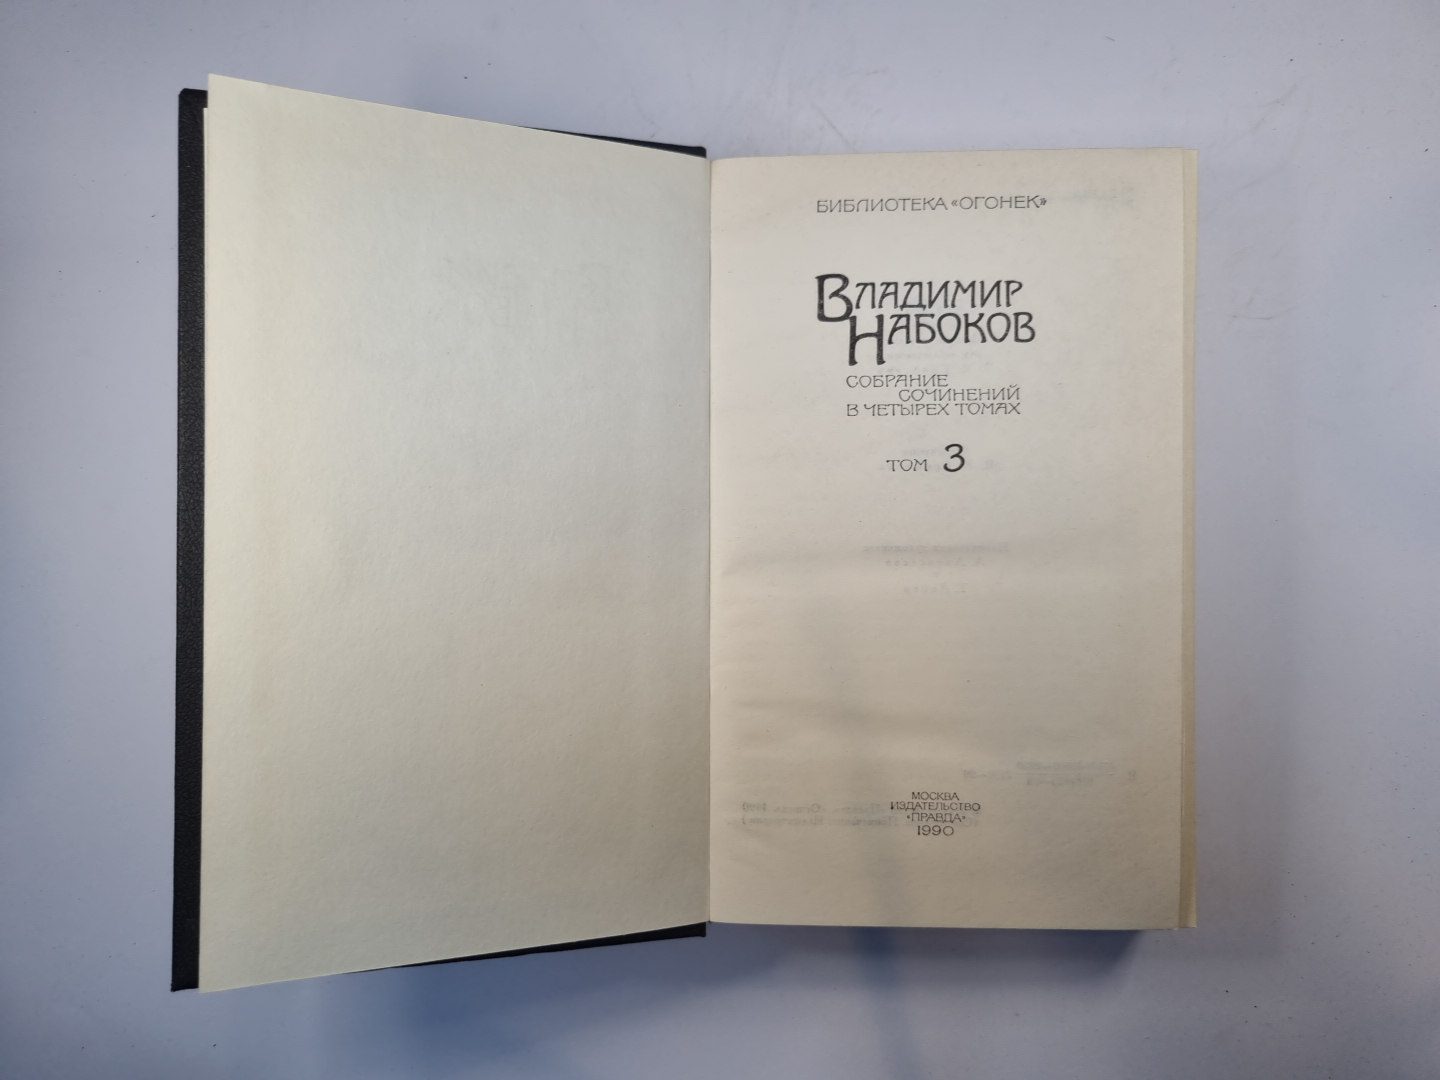 БИБЛИОТЕКА «ОГОНЕК»
ВЛАДИМИР
НАБОКОВ
СОБРАНИЕ
СОЧИНЕНИЙ
В ЧЕТЫРЕХ ТОМАХ
ТОМ 3
МОСКВА
ИЗДАТЕЛЬСТВО
«ПРАВДА»
1990